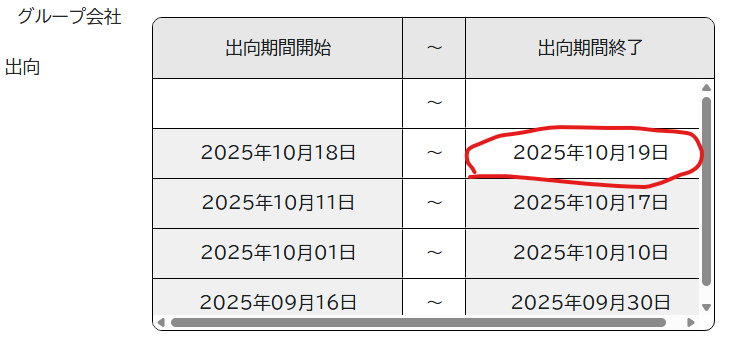 グループ会社
出向
出向期間開始 ～ 出向期間終了
～
2025年10月18日 ～ 2025年10月19日
2025年10月11日 ～ 2025年10月17日
2025年10月01日 ～ 2025年10月10日
2025年09月16日 ～ 2025年09月30日